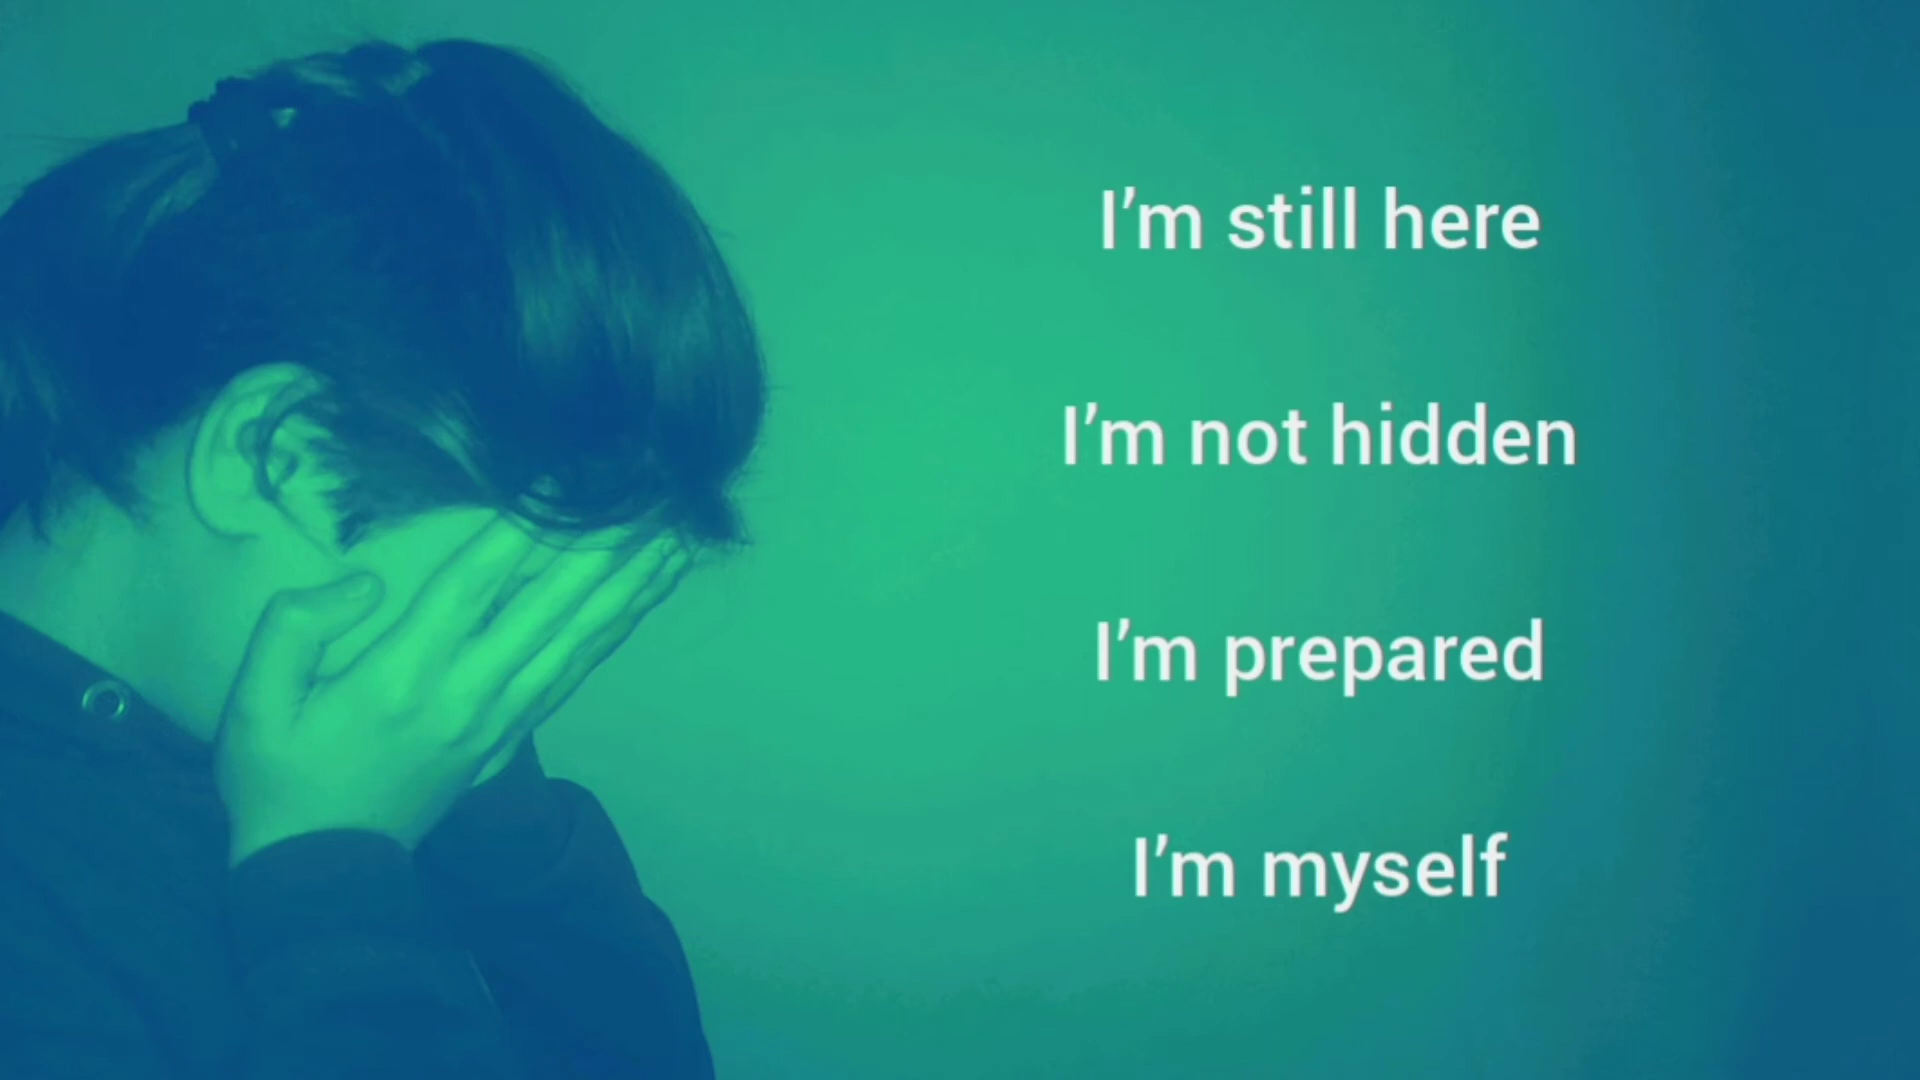 I’m still here
I’m not hidden
I’m prepared
I’m myself